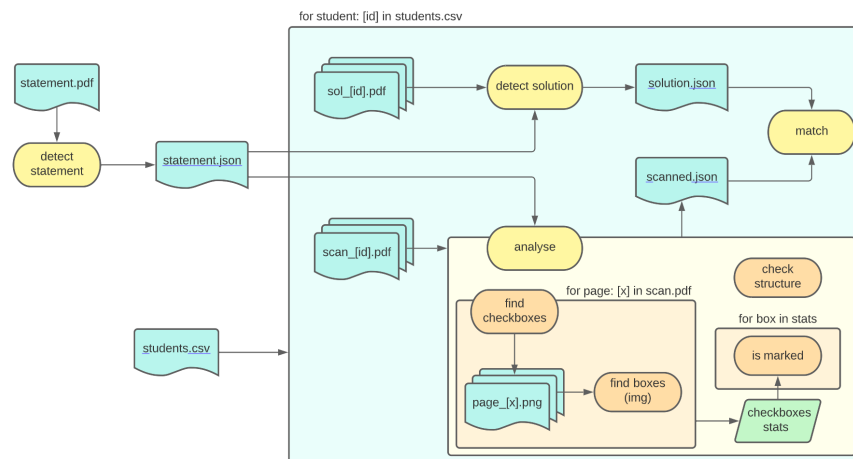 for student: [id] in students.csv
statement.pdf
sol_[id].pdf
detect solution
solution.json
match
detect
statement
statement.json
scanned.json
scan_[id].pdf
analyse
check
structure
for page: [x] in scan.pdf
find
checkboxes
for box in stats
students.csv
is marked
page_[x].png
find boxes
(img)
checkboxes
stats